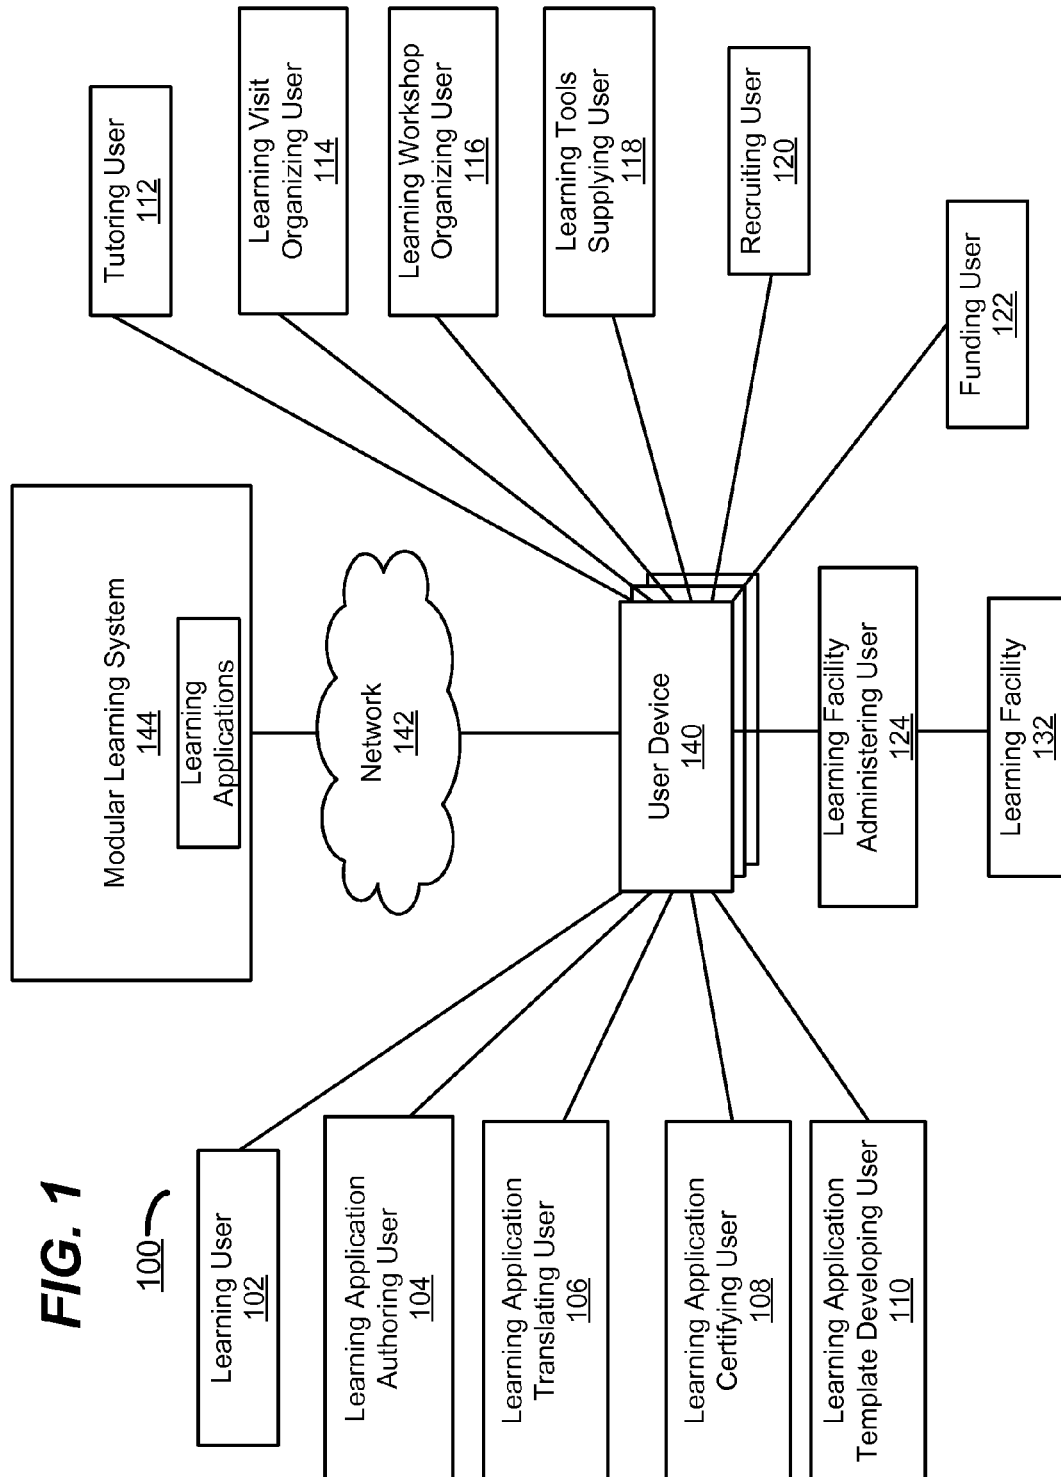 FIG. 1
100
Modular Learning System
144
Learning
Applications
Network
142
User Device
140
Learning User
102
Learning Application
Authoring User
104
Learning Application
Translating User
106
Learning Application
Certifying User
108
Learning Application
Template Developing User
110
Tutoring User
112
Learning Visit
Organizing User
114
Learning Workshop
Organizing User
116
Learning Tools
Supplying User
118
Recruiting User
120
Funding User
122
Learning Facility
Administering User
124
Learning Facility
132